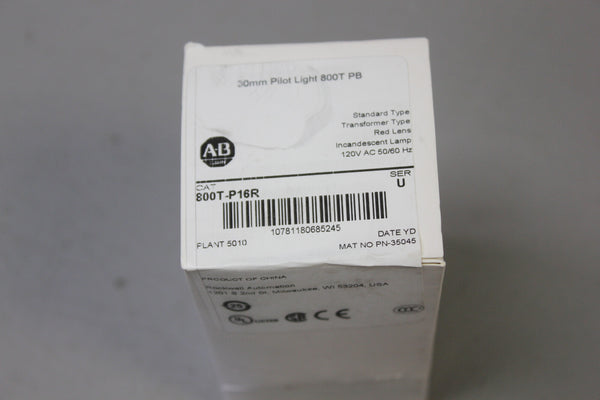 30mm Pilot Light 800T PB
Standard Type
Transformer Type
Red Lens
Incandescent Lamp
120V AC 50/60 Hz
A-B
CAT
SER
800T-P16R
U
10781180685245
PLANT 5010
DATE YD
MAT NO PN-35045
PRODUCT OF CHINA
Rockwell Automation
1201 S 2nd St, Milwaukee, WI 53204, USA
25
UL
CE